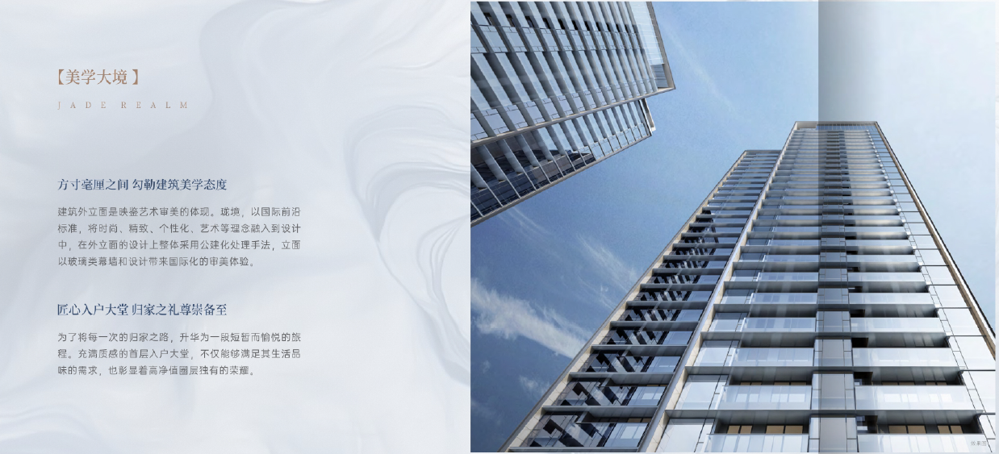 【美学大境】
JADE REALM
方寸毫厘之间 勾勒建筑美学态度
建筑外立面是映鉴艺术审美的体现。珑境，以国际前沿
标准，将时尚、精致、个性化、艺术等理念融入到设计
中，在外立面的设计上整体采用公建化处理手法，立面
以玻璃类幕墙和设计带来国际化的审美体验。
匠心入户大堂 归家之礼尊崇备至
为了将每一次的归家之路，升华为一段短暂而愉悦的旅
程。充满质感的首层入户大堂，不仅能够满足其生活品
味的需求，也彰显着高净值圈层独有的荣耀。
效果图